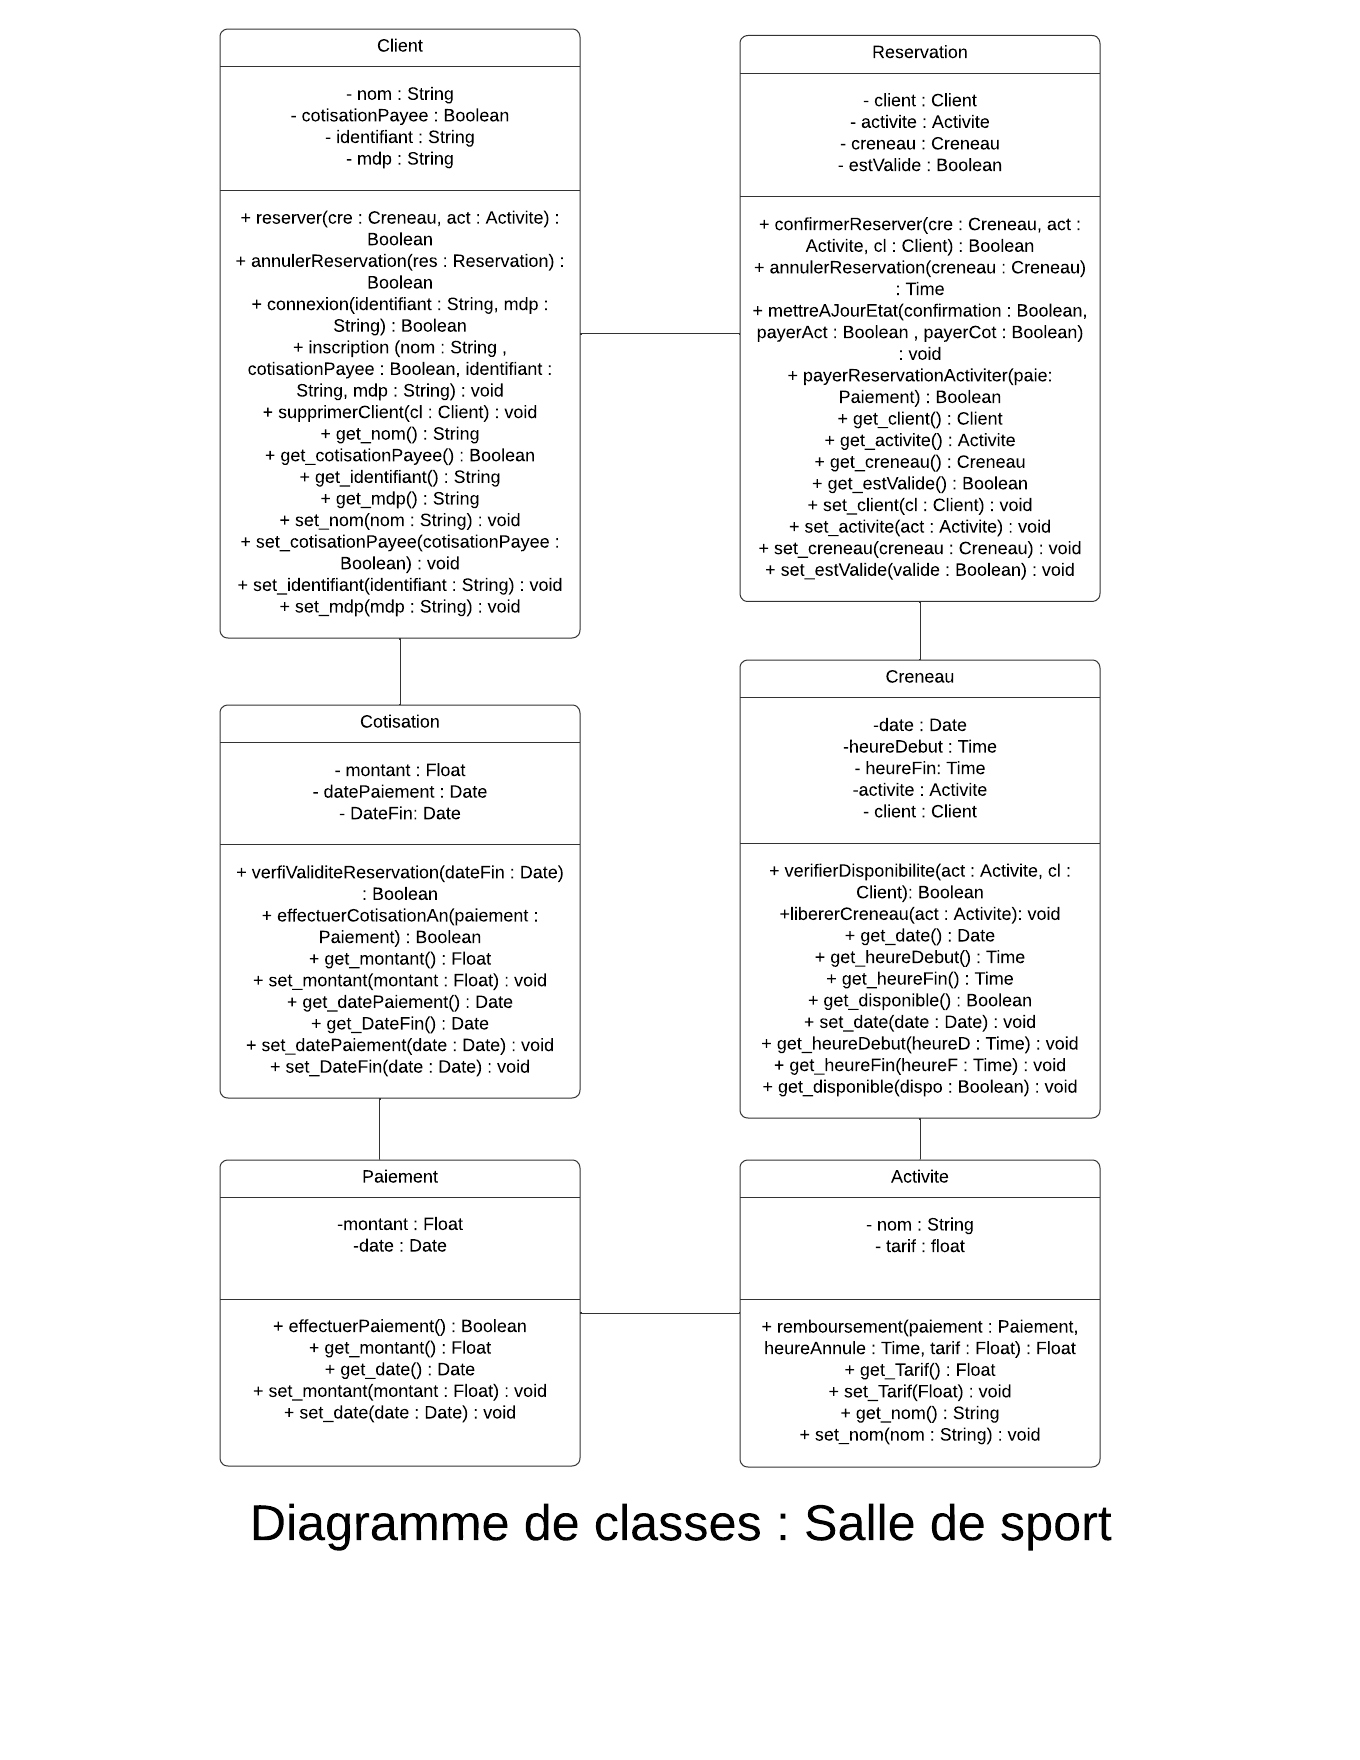 Client
- nom : String
- cotisationPayee : Boolean
- identifiant : String
- mdp : String
+ reserver(cre : Creneau, act : Activite) :
Boolean
+ annulerReservation(res : Reservation) :
Boolean
+ connexion(identifiant : String, mdp :
String) : Boolean
+ inscription (nom : String ,
cotisationPayee : Boolean, identifiant :
String, mdp : String) : void
+ supprimerClient(cl : Client) : void
+ get_nom() : String
+ get_cotisationPayee() : Boolean
+ get_identifiant() : String
+ get_mdp() : String
+ set_nom(nom : String) : void
+ set_cotisationPayee(cotisationPayee :
Boolean) : void
+ set_identifiant(identifiant : String) : void
+ set_mdp(mdp : String) : void
Reservation
- client : Client
- activite : Activite
- creneau : Creneau
- estValide : Boolean
+ confirmerReserver(cre : Creneau, act :
Activite, cl : Client) : Boolean
+ annulerReservation(creneau : Creneau)
: Time
+ mettreAJourEtat(confirmation : Boolean,
payerAct : Boolean , payerCot : Boolean)
: void
+ payerReservationActiviter(paie:
Paiement) : Boolean
+ get_client() : Client
+ get_activite() : Activite
+ get_creneau() : Creneau
+ get_estValide() : Boolean
+ set_client(cl : Client) : void
+ set_activite(act : Activite) : void
+ set_creneau(creneau : Creneau) : void
+ set_estValide(valide : Boolean) : void
Cotisation
- montant : Float
- datePaiement : Date
- DateFin: Date
+ verfiValiditeReservation(dateFin : Date)
: Boolean
+ effectuerCotisationAn(paiement :
Paiement) : Boolean
+ get_montant() : Float
+ set_montant(montant : Float) : void
+ get_datePaiement() : Date
+ get_DateFin() : Date
+ set_datePaiement(date : Date) : void
+ set_DateFin(date : Date) : void
Creneau
-date : Date
-heureDebut : Time
- heureFin: Time
-activite : Activite
- client : Client
+ verifierDisponibilite(act : Activite, cl :
Client): Boolean
+libererCreneau(act : Activite): void
+ get_date() : Date
+ get_heureDebut() : Time
+ get_heureFin() : Time
+ get_disponible() : Boolean
+ set_date(date : Date) : void
+ get_heureDebut(heureD : Time) : void
+ get_heureFin(heureF : Time) : void
+ get_disponible(dispo : Boolean) : void
Paiement
-montant : Float
-date : Date
+ effectuerPaiement() : Boolean
+ get_montant() : Float
+ get_date() : Date
+ set_montant(montant : Float) : void
+ set_date(date : Date) : void
Activite
- nom : String
- tarif : float
+ remboursement(paiement : Paiement,
heureAnnule : Time, tarif : Float) : Float
+ get_Tarif() : Float
+ set_Tarif(Float) : void
+ get_nom() : String
+ set_nom(nom : String) : void
Diagramme de classes : Salle de sport